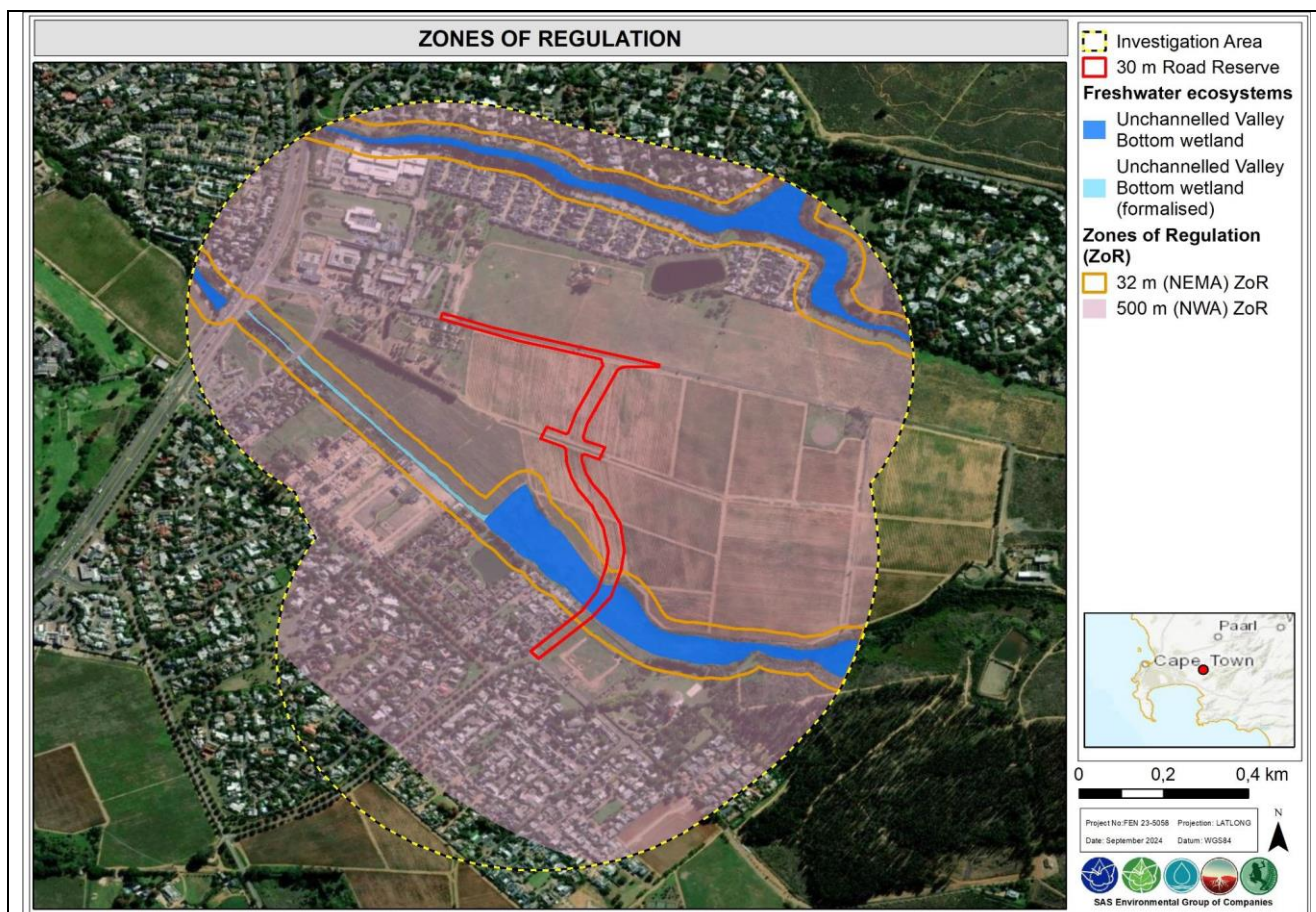 ZONES OF REGULATION
Investigation Area
30 m Road Reserve
Freshwater ecosystems
Unchannelled Valley
Bottom wetland
Unchannelled Valley
Bottom wetland
(formalised)
Zones of Regulation
(ZoR)
32 m (NEMA) ZoR
500 m (NWA) ZoR
Paarl
V
Cape Town
0 0,2 0,4 km
Project No:FEN 23-5058 Projection: LATLONG
Date: September 2024 Datum: WGS84
N
SAS Environmental Group of Companies